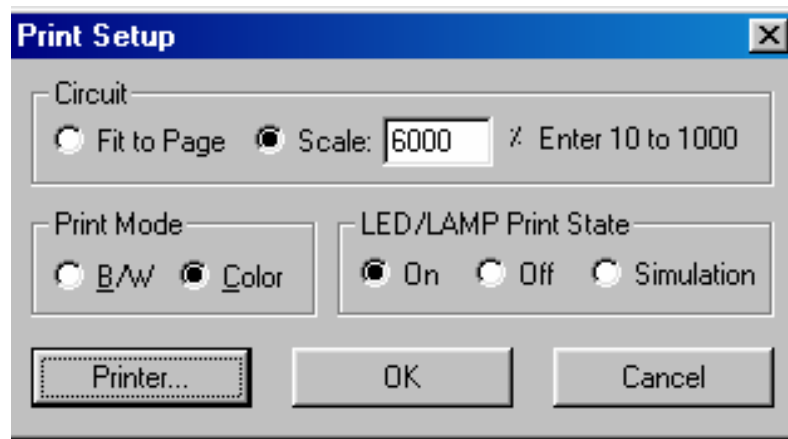 Print Setup
Circuit
Fit to Page Scale: 6000 % Enter 10 to 1000
Print Mode LED/LAMP Print State
B/W Color On Off Simulation
Printer... OK Cancel